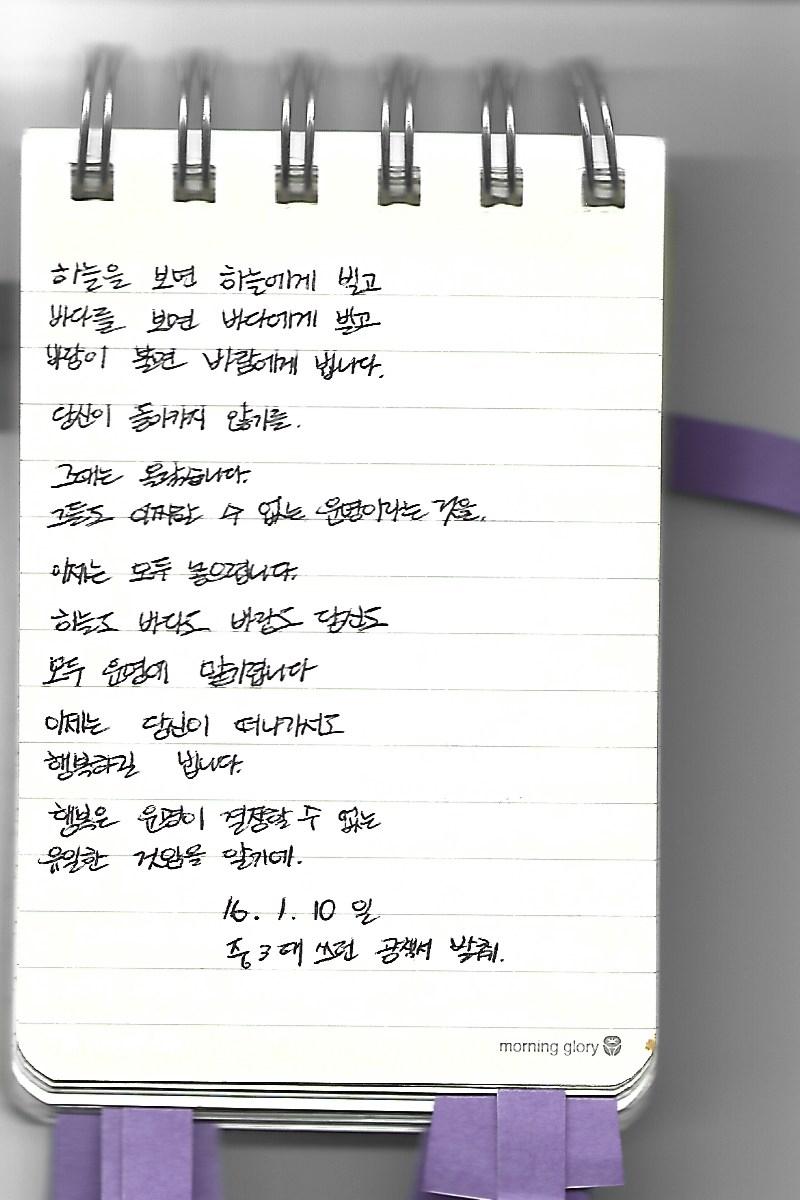 하늘을 보면 하늘에게 빌고
바다를 보면 바다에게 빌고
바람이 불면 바람에게 빕니다.
당신이 돌아가지 않기를.
그때는 몰랐습니다.
그들도 어찌할 수 없는 운명이라는 것을.
이제는 모두 놓으렵니다.
하늘도 바다도 바람도 당신도
모두 운명에 맡기렵니다
이제는 당신이 떠나가서도
행복하길 빕니다.
행복은 운명이 결정할 수 없는
유일한 것임을 알기에.
16. 1. 10 일
중3 때 쓰던 공책서 발췌.
morning glory